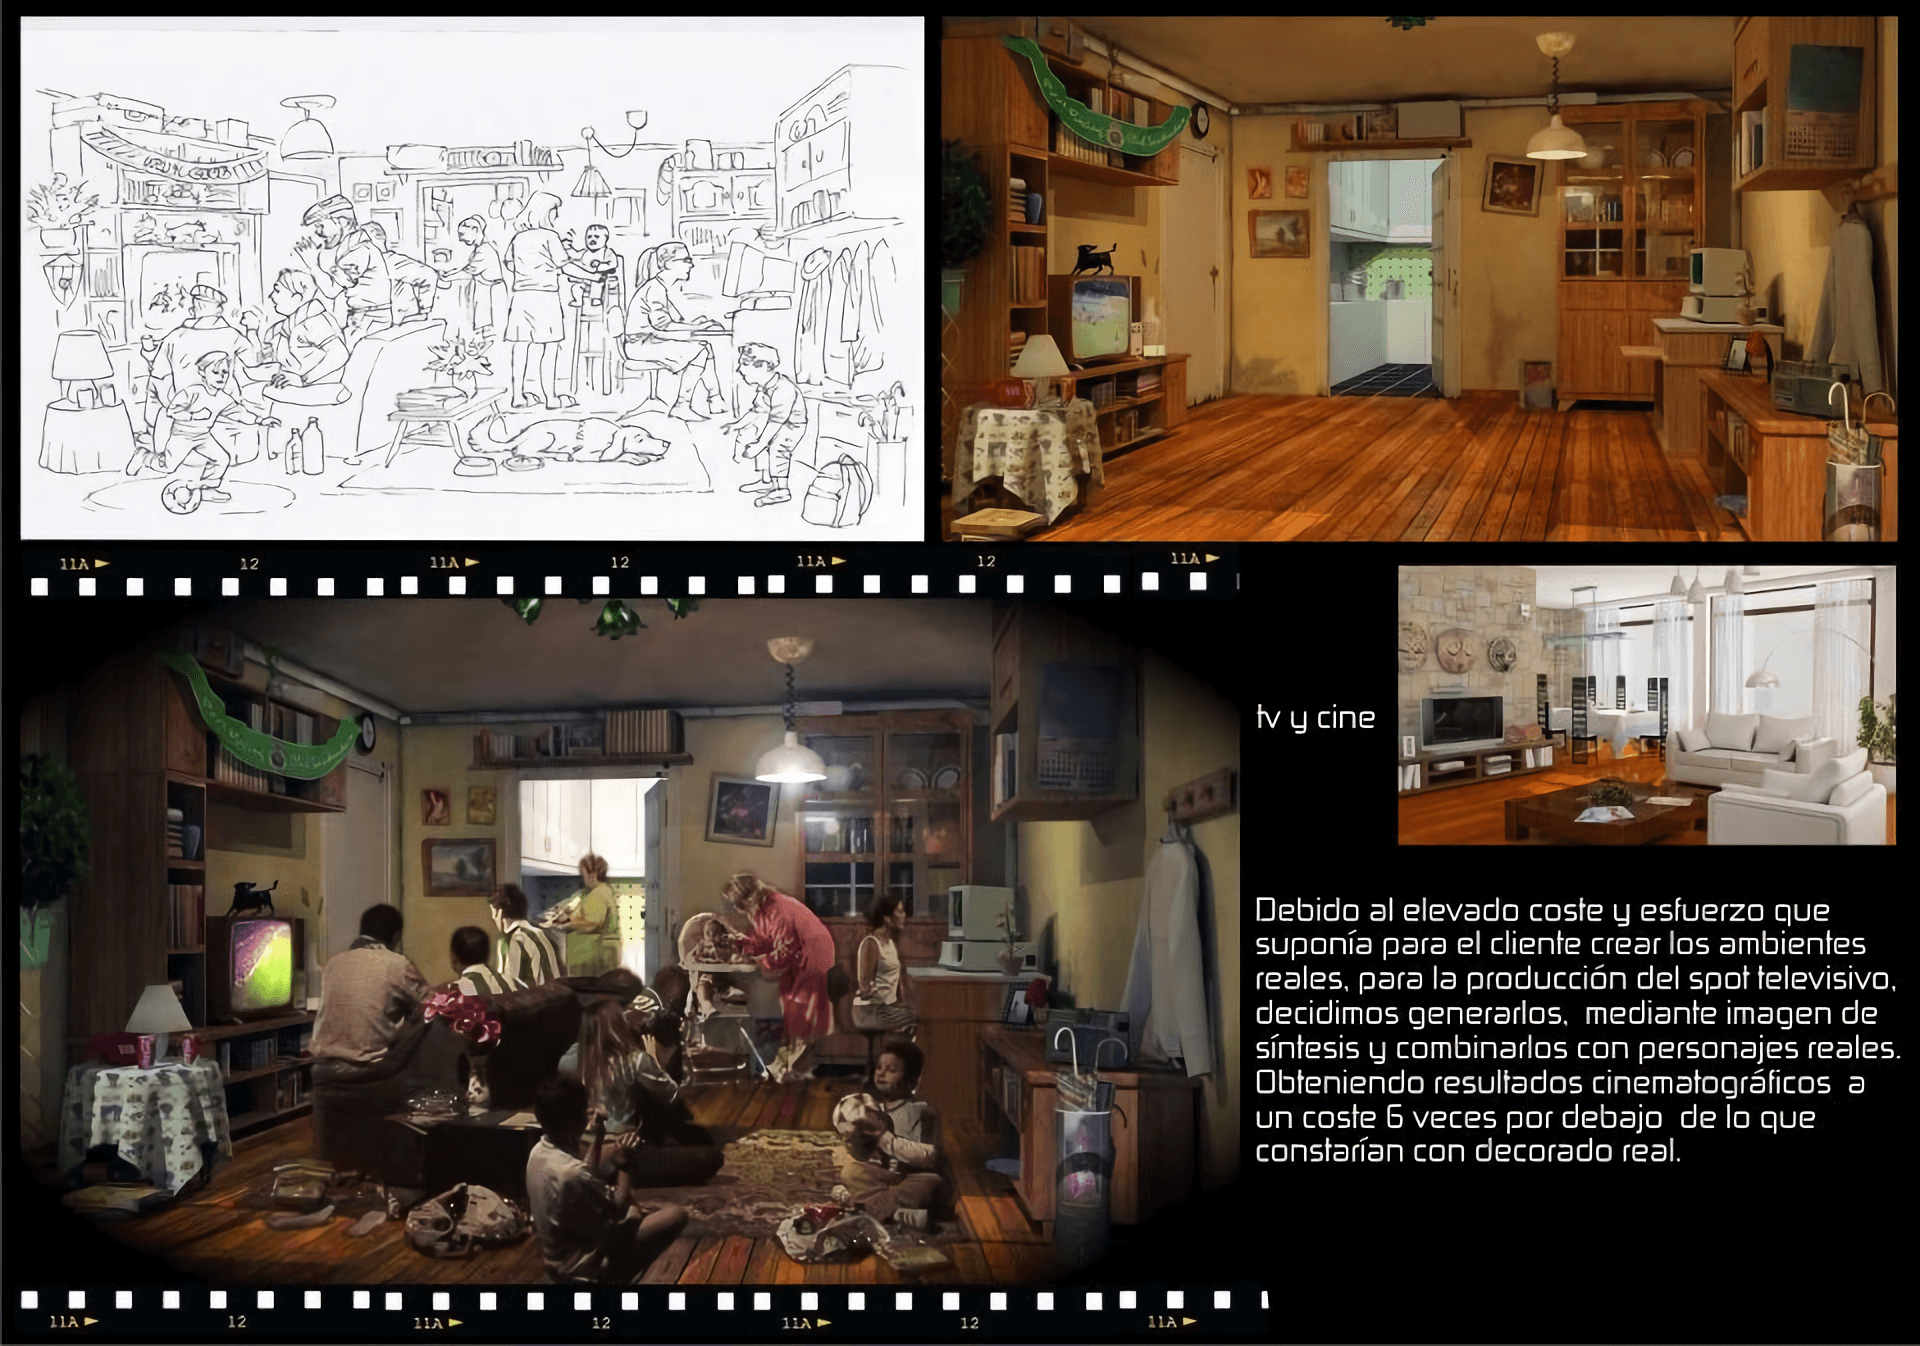 11A 12 11A 12 11A 12 11A
tv y cine
Debido al elevado coste y esfuerzo que
suponía para el cliente crear los ambientes
reales, para la producción del spot televisivo,
decidimos generarlos, mediante imagen de
síntesis y combinarlos con personajes reales.
Obteniendo resultados cinematográficos a
un coste 6 veces por debajo de lo que
constarían con decorado real.
11A 12 11A 12 11A 12 11A